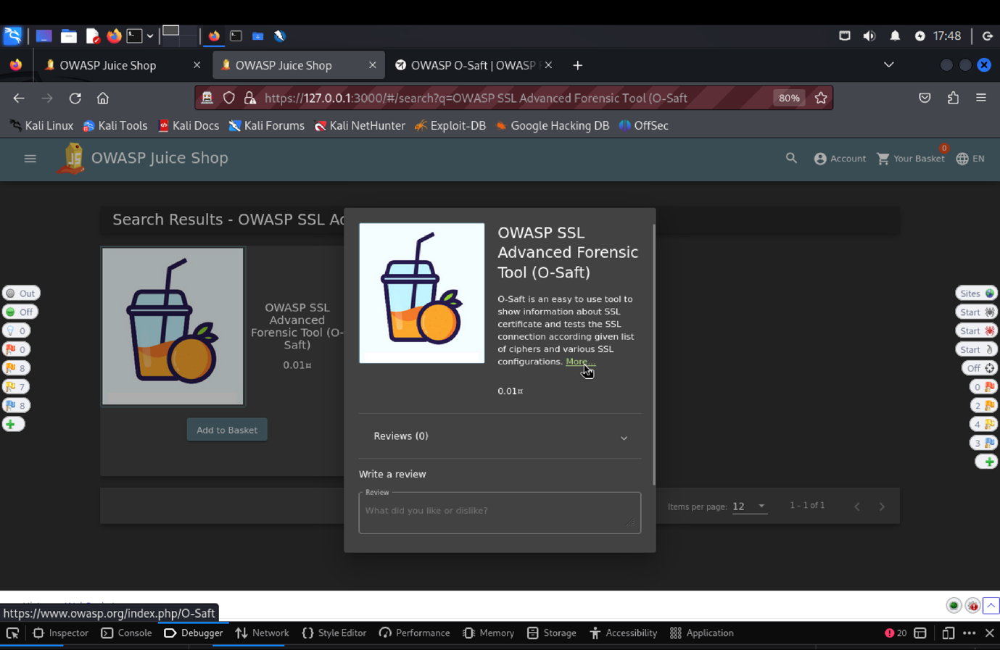 17:48
OWASP Juice Shop
OWASP Juice Shop
OWASP O-Saft | OWASP
https://127.0.0.1:3000/#/search?q=OWASP SSL Advanced Forensic Tool (O-Saft
80%
Kali Linux
Kali Tools
Kali Docs
Kali Forums
Kali NetHunter
Exploit-DB
Google Hacking DB
OffSec
OWASP Juice Shop
Account
0
Your Basket
EN
Search Results - OWASP SSL Ad
OWASP SSL
Advanced
Forensic Tool (O-
Saft)
0.01¤
Add to Basket
OWASP SSL
Advanced Forensic
Tool (O-Saft)
O-Saft is an easy to use tool to
show information about SSL
certificate and tests the SSL
connection according given list
of ciphers and various SSL
configurations. More...
0.01¤
Reviews (0)
Write a review
Review
What did you like or dislike?
Items per page: 12
1 – 1 of 1
Out
Off
0
0
8
7
8
Sites
Start
Start
Start
Off
0
2
4
3
https://www.owasp.org/index.php/O-Saft
Inspector
Console
Debugger
Network
Style Editor
Performance
Memory
Storage
Accessibility
Application
20